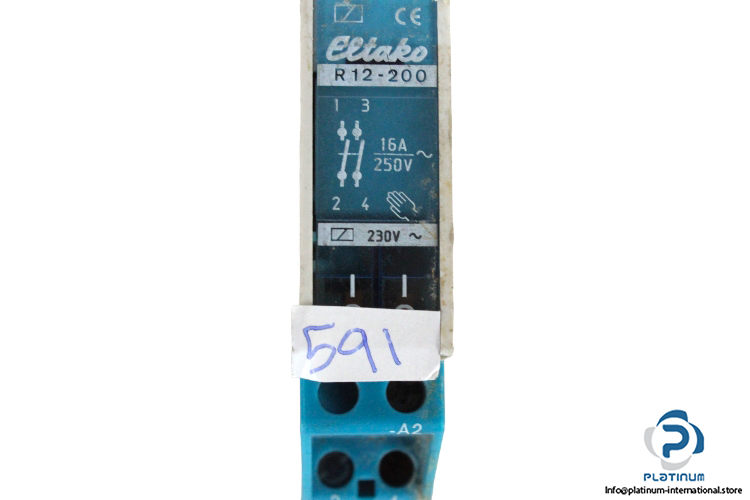 CE
Eltako
R12-200
1 3
16A
250V ~
2 4
230V ~
591
-A2
PLATINUM
Info@platinum-international.store